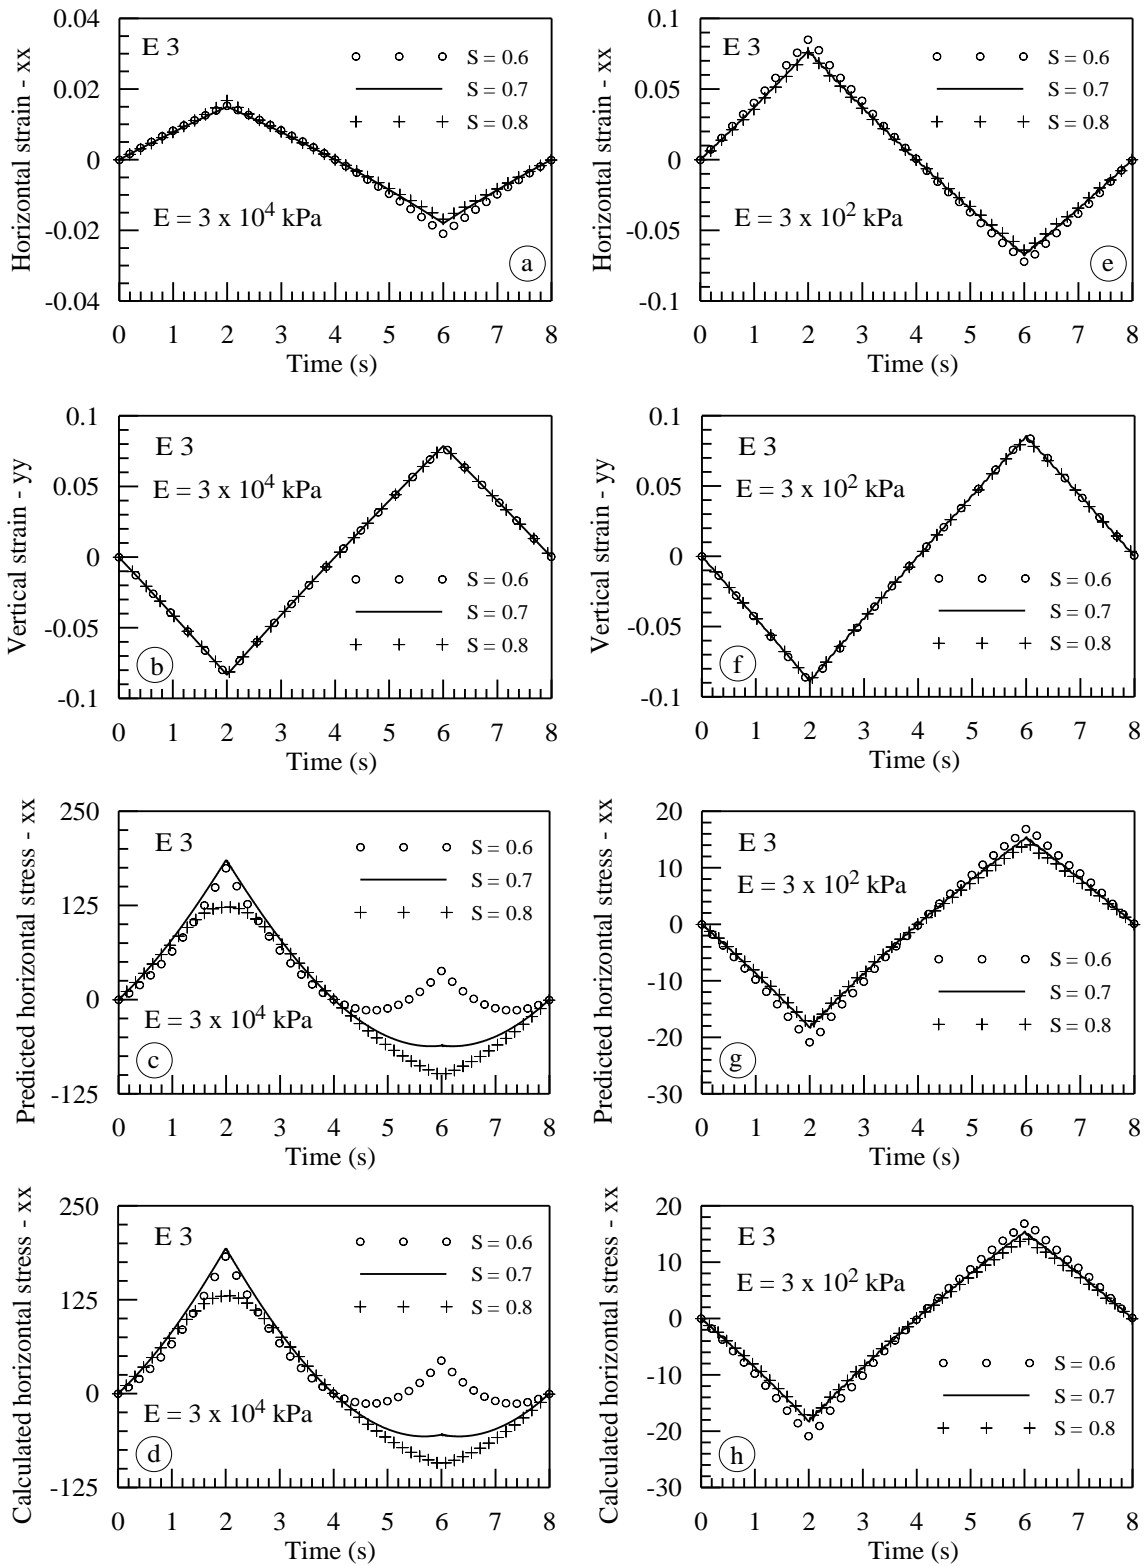 Horizontal strain - xx
0.04
0.02
0
-0.02
-0.04
E 3
S = 0.6
S = 0.7
S = 0.8
E = 3 x 10⁴ kPa
a
0 1 2 3 4 5 6 7 8
Time (s)
Horizontal strain - xx
0.1
0.05
0
-0.05
-0.1
E 3
S = 0.6
S = 0.7
S = 0.8
E = 3 x 10² kPa
e
0 1 2 3 4 5 6 7 8
Time (s)
Vertical strain - yy
0.1
0.05
0
-0.05
-0.1
E 3
E = 3 x 10⁴ kPa
S = 0.6
S = 0.7
S = 0.8
b
0 1 2 3 4 5 6 7 8
Time (s)
Vertical strain - yy
0.1
0.05
0
-0.05
-0.1
E 3
E = 3 x 10² kPa
S = 0.6
S = 0.7
S = 0.8
f
0 1 2 3 4 5 6 7 8
Time (s)
Predicted horizontal stress - xx
250
125
0
-125
E 3
S = 0.6
S = 0.7
S = 0.8
E = 3 x 10⁴ kPa
c
0 1 2 3 4 5 6 7 8
Time (s)
Predicted horizontal stress - xx
20
10
0
-10
-20
-30
E 3
E = 3 x 10² kPa
S = 0.6
S = 0.7
S = 0.8
g
0 1 2 3 4 5 6 7 8
Time (s)
Calculated horizontal stress - xx
250
125
0
-125
E 3
S = 0.6
S = 0.7
S = 0.8
E = 3 x 10⁴ kPa
d
0 1 2 3 4 5 6 7 8
Time (s)
Calculated horizontal stress - xx
20
10
0
-10
-20
-30
E 3
E = 3 x 10² kPa
S = 0.6
S = 0.7
S = 0.8
h
0 1 2 3 4 5 6 7 8
Time (s)